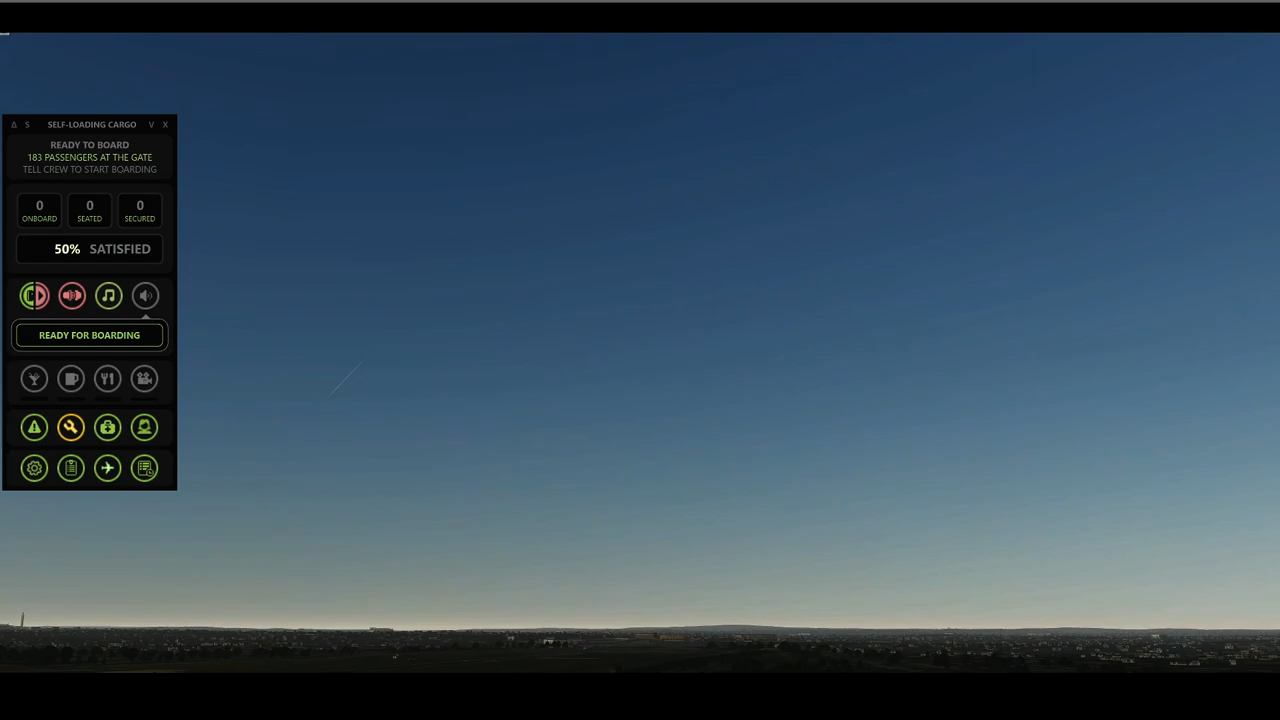 Δ S SELF-LOADING CARGO V X
READY TO BOARD
183 PASSENGERS AT THE GATE
TELL CREW TO START BOARDING
0 0 0
ONBOARD SEATED SECURED
50% SATISFIED
READY FOR BOARDING